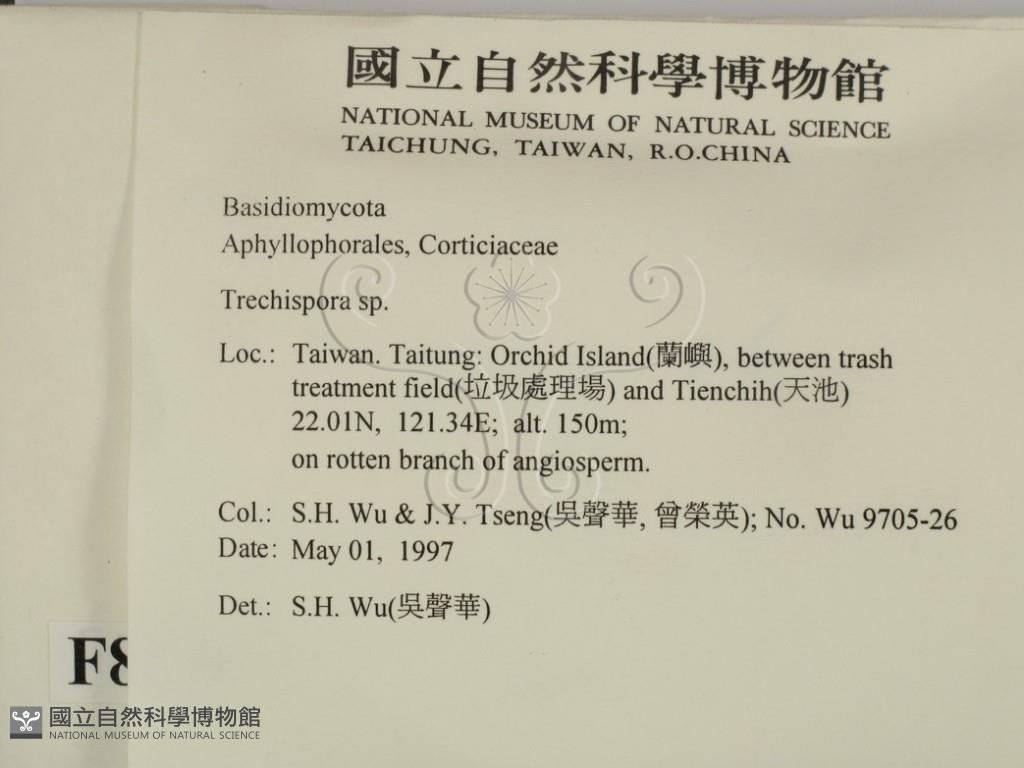 國立自然科學博物館
NATIONAL MUSEUM OF NATURAL SCIENCE
TAICHUNG, TAIWAN, R.O.CHINA
Basidiomycota
Aphyllophorales, Corticiaceae
Trechispora sp.
Loc.: Taiwan. Taitung: Orchid Island(蘭嶼), between trash
treatment field(垃圾處理場) and Tienchih(天池)
22.01N, 121.34E; alt. 150m;
on rotten branch of angiosperm.
Col.: S.H. Wu & J.Y. Tseng(吳聲華, 曾榮英); No. Wu 9705-26
Date: May 01, 1997
Det.: S.H. Wu(吳聲華)
國立自然科學博物館
NATIONAL MUSEUM OF NATURAL SCIENCE